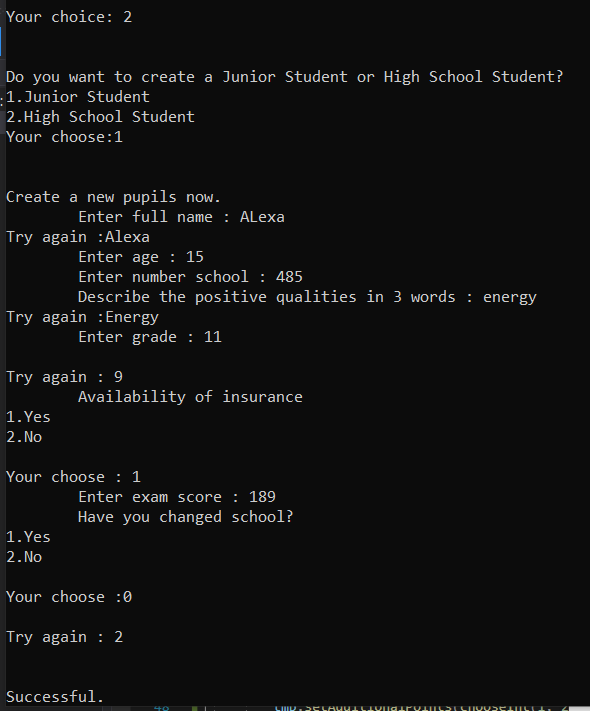 Your choice: 2
Do you want to create a Junior Student or High School Student?
1.Junior Student
2.High School Student
Your choose:1
Create a new pupils now.
Enter full name : ALexa
Try again :Alexa
Enter age : 15
Enter number school : 485
Describe the positive qualities in 3 words : energy
Try again :Energy
Enter grade : 11
Try again : 9
Availability of insurance
1.Yes
2.No
Your choose : 1
Enter exam score : 189
Have you changed school?
1.Yes
2.No
Your choose :0
Try again : 2
Successful.